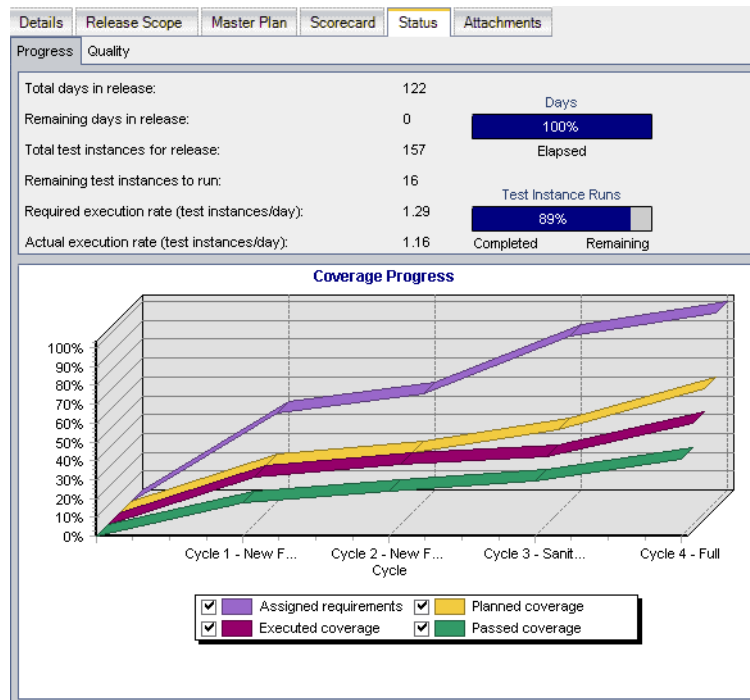 Details Release Scope Master Plan Scorecard Status Attachments
Progress Quality
Total days in release: 122
Days
Remaining days in release: 0
100%
Elapsed
Total test instances for release: 157
Remaining test instances to run: 16
Test Instance Runs
Required execution rate (test instances/day): 1.29
89%
Actual execution rate (test instances/day): 1.16
Completed Remaining
Coverage Progress
100%
90%
80%
70%
60%
50%
40%
30%
20%
10%
0%
Cycle 1 - New F... Cycle 2 - New F... Cycle 3 - Sanit... Cycle 4 - Full
Cycle
Assigned requirements Planned coverage
Executed coverage Passed coverage